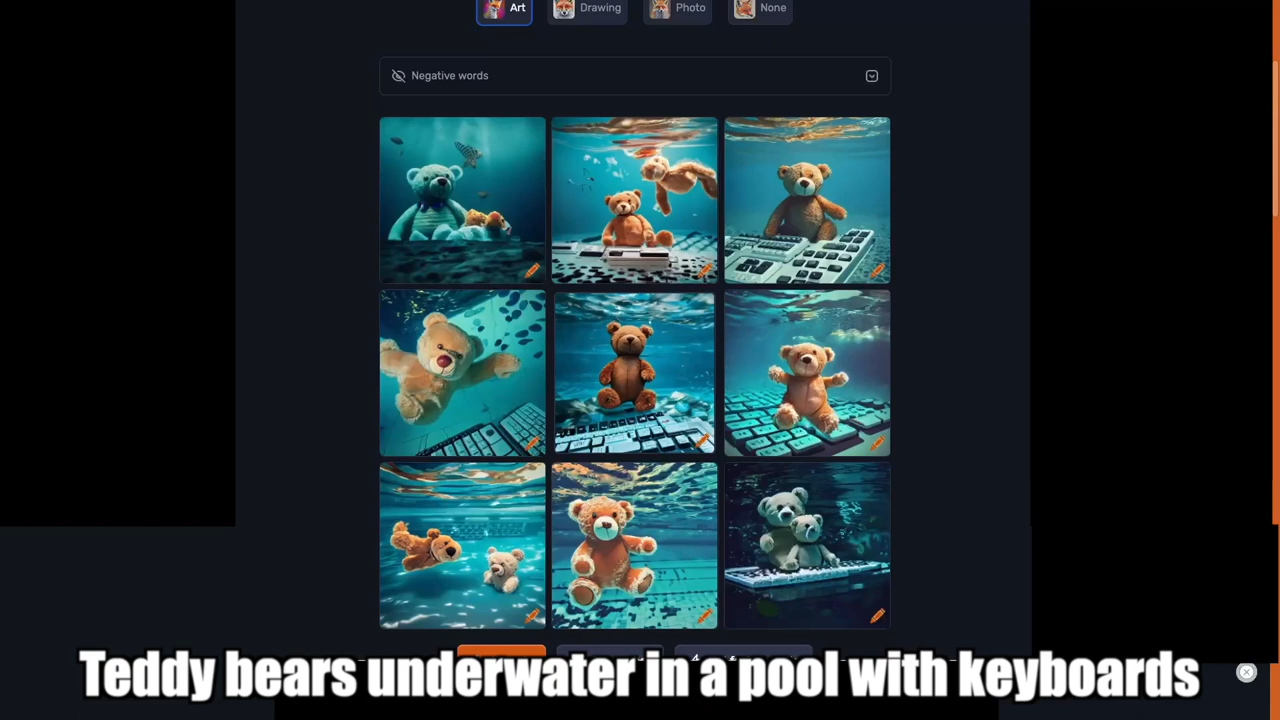 Art Drawing Photo None
Negative words
Teddy bears underwater in a pool with keyboards